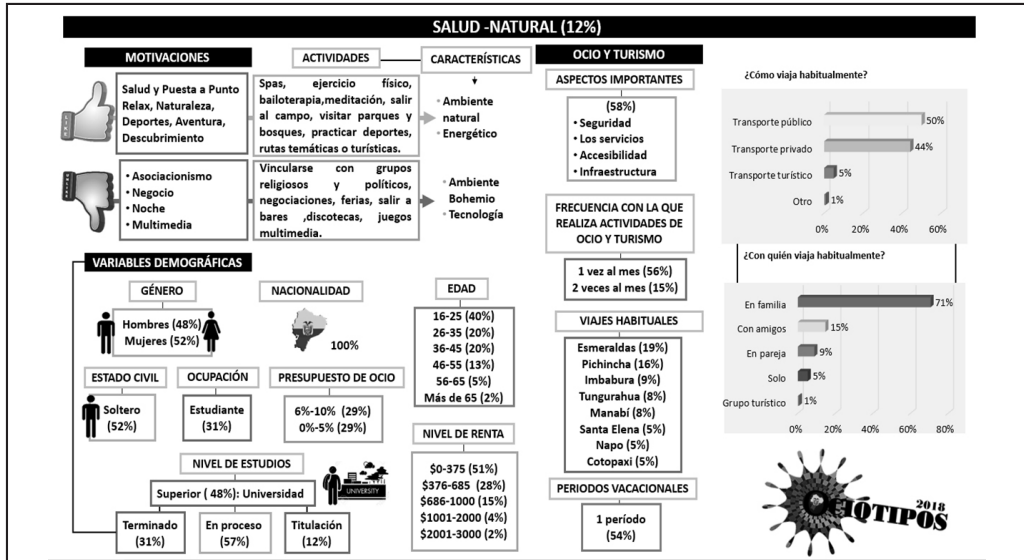 SALUD -NATURAL (12%)
MOTIVACIONES
ACTIVIDADES
CARACTERÍSTICAS
LIKE
Salud y Puesta a Punto
Relax, Naturaleza,
Deportes, Aventura,
Descubrimiento
Spas, ejercicio físico,
bailoterapia,meditación, salir
al campo, visitar parques y
bosques, practicar deportes,
rutas temáticas o turísticas.
• Ambiente
natural
• Energético
• Asociacionismo
• Negocio
• Noche
• Multimedia
Vincularse con grupos
religiosos y políticos,
negociaciones, ferias, salir a
bares ,discotecas, juegos
multimedia.
• Ambiente
Bohemio
• Tecnología
VARIABLES DEMOGRÁFICAS
GÉNERO
Hombres (48%)
Mujeres (52%)
NACIONALIDAD
100%
EDAD
16-25 (40%)
26-35 (20%)
36-45 (20%)
46-55 (13%)
56-65 (5%)
Más de 65 (2%)
ESTADO CIVIL
Soltero
(52%)
OCUPACIÓN
Estudiante
(31%)
PRESUPUESTO DE OCIO
6%-10% (29%)
0%-5% (29%)
NIVEL DE RENTA
$0-375 (51%)
$376-685 (28%)
$686-1000 (15%)
$1001-2000 (4%)
$2001-3000 (2%)
NIVEL DE ESTUDIOS
UNIVERSITY
Superior ( 48%): Universidad
Terminado
(31%)
En proceso
(57%)
Titulación
(12%)
OCIO Y TURISMO
ASPECTOS IMPORTANTES
(58%)
• Seguridad
• Los servicios
• Accesibilidad
• Infraestructura
FRECUENCIA CON LA QUE
REALIZA ACTIVIDADES DE
OCIO Y TURISMO
1 vez al mes (56%)
2 veces al mes (15%)
VIAJES HABITUALES
Esmeraldas (19%)
Pichincha (16%)
Imbabura (9%)
Tungurahua (8%)
Manabí (8%)
Santa Elena (5%)
Napo (5%)
Cotopaxi (5%)
PERIODOS VACACIONALES
1 período
(54%)
¿Cómo viaja habitualmente?
Transporte público 50%
Transporte privado 44%
Transporte turístico 5%
Otro 1%
0% 20% 40% 60%
¿Con quién viaja habitualmente?
En familia 71%
Con amigos 15%
En pareja 9%
Solo 5%
Grupo turístico 1%
0% 20% 40% 60% 80%
2018